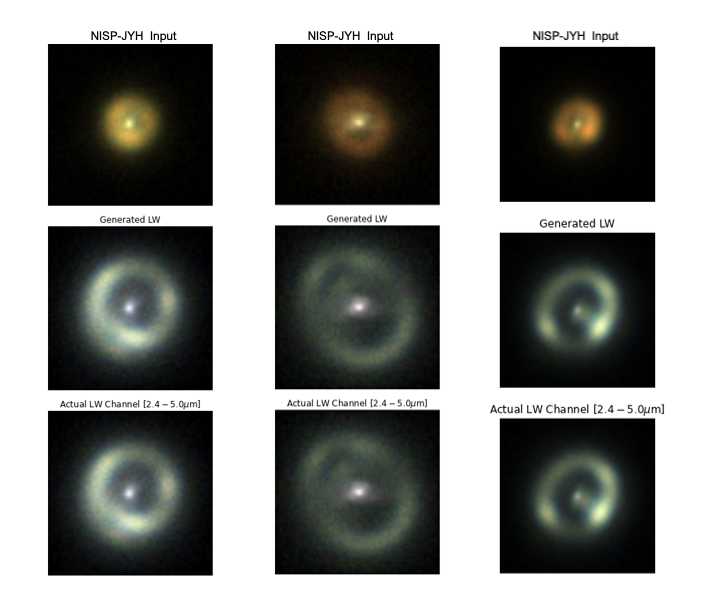 NISP-JYH Input
NISP-JYH Input
NISP-JYH Input
Generated LW
Generated LW
Generated LW
Actual LW Channel [2.4 − 5.0μm]
Actual LW Channel [2.4 − 5.0μm]
Actual LW Channel [2.4 − 5.0μm]